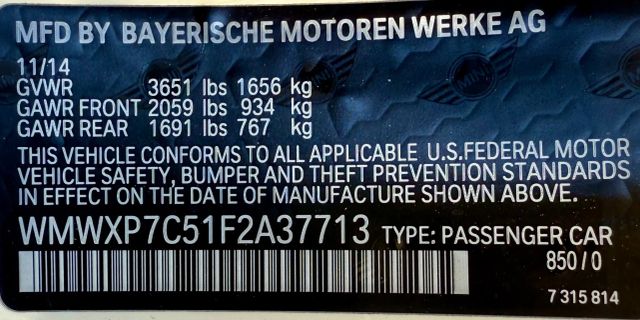 MFD BY BAYERISCHE MOTOREN WERKE AG
11/14
GVWR 3651 lbs 1656 kg
GAWR FRONT 2059 lbs 934 kg
GAWR REAR 1691 lbs 767 kg
THIS VEHICLE CONFORMS TO ALL APPLICABLE U.S.FEDERAL MOTOR
VEHICLE SAFETY, BUMPER AND THEFT PREVENTION STANDARDS
IN EFFECT ON THE DATE OF MANUFACTURE SHOWN ABOVE.
WMWXP7C51F2A37713 TYPE: PASSENGER CAR
850/0
7 315 814